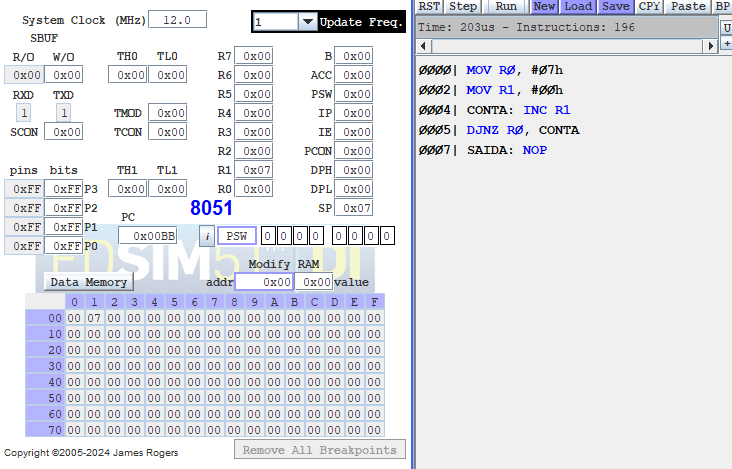 System Clock (MHz) 12.0 1 Update Freq.
SBUF
R/O W/O TH0 TL0 R7 0x00 B 0x00
0x00 0x00 0x00 0x00 R6 0x00 ACC 0x00
RXD TXD R5 0x00 PSW 0x00
1 1 TMOD 0x00 R4 0x00 IP 0x00
SCON 0x00 TCON 0x00 R3 0x00 IE 0x00
R2 0x00 PCON 0x00
pins bits TH1 TL1 R1 0x07 DPH 0x00
0xFF 0xFF P3 0x00 0x00 R0 0x00 DPL 0x00
0xFF 0xFF P2 8051 SP 0x07
PC
0xFF 0xFF P1
0x00BB i PSW 0 0 0 0 0 0 0 0
0xFF 0xFF P0
EDSIM51 DI
Modify RAM
Data Memory addr 0x00 0x00 value
0 1 2 3 4 5 6 7 8 9 A B C D E F
00 00 07 00 00 00 00 00 00 00 00 00 00 00 00 00 00
10 00 00 00 00 00 00 00 00 00 00 00 00 00 00 00 00
20 00 00 00 00 00 00 00 00 00 00 00 00 00 00 00 00
30 00 00 00 00 00 00 00 00 00 00 00 00 00 00 00 00
40 00 00 00 00 00 00 00 00 00 00 00 00 00 00 00 00
50 00 00 00 00 00 00 00 00 00 00 00 00 00 00 00 00
60 00 00 00 00 00 00 00 00 00 00 00 00 00 00 00 00
70 00 00 00 00 00 00 00 00 00 00 00 00 00 00 00 00
Copyright ©2005-2024 James Rogers Remove All Breakpoints
RST Step Run New Load Save CPY Paste BP
Time: 203us - Instructions: 196 U
+
0000| MOV R0, #07h
0002| MOV R1, #00h
0004| CONTA: INC R1
0005| DJNZ R0, CONTA
0007| SAIDA: NOP